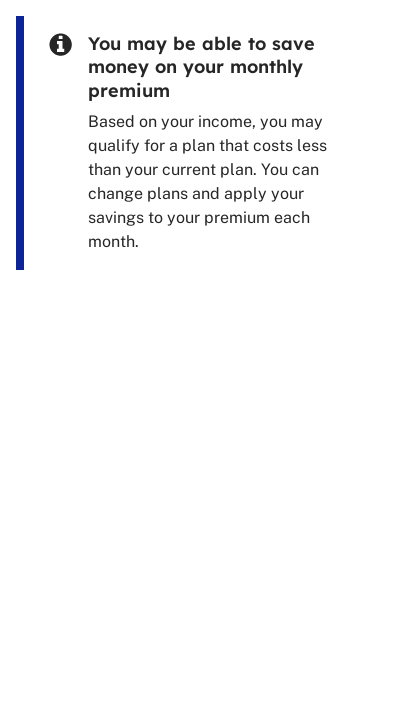 You may be able to save
money on your monthly
premium
Based on your income, you may
qualify for a plan that costs less
than your current plan. You can
change plans and apply your
savings to your premium each
month.